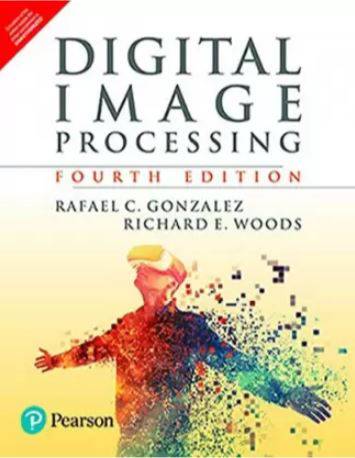 DIGITAL
IMAGE
PROCESSING
FOURTH EDITION
RAFAEL C. GONZALEZ
RICHARD E. WOODS
P Pearson